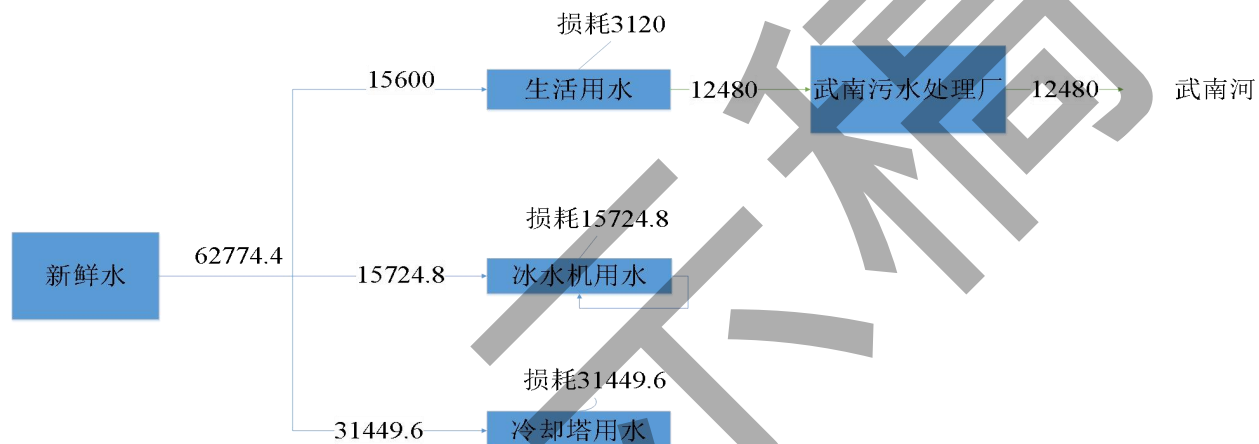 损耗3120
15600
生活用水
12480
武南污水处理厂
12480
武南河
损耗15724.8
新鲜水
62774.4
15724.8
冰水机用水
损耗31449.6
31449.6
冷却塔用水